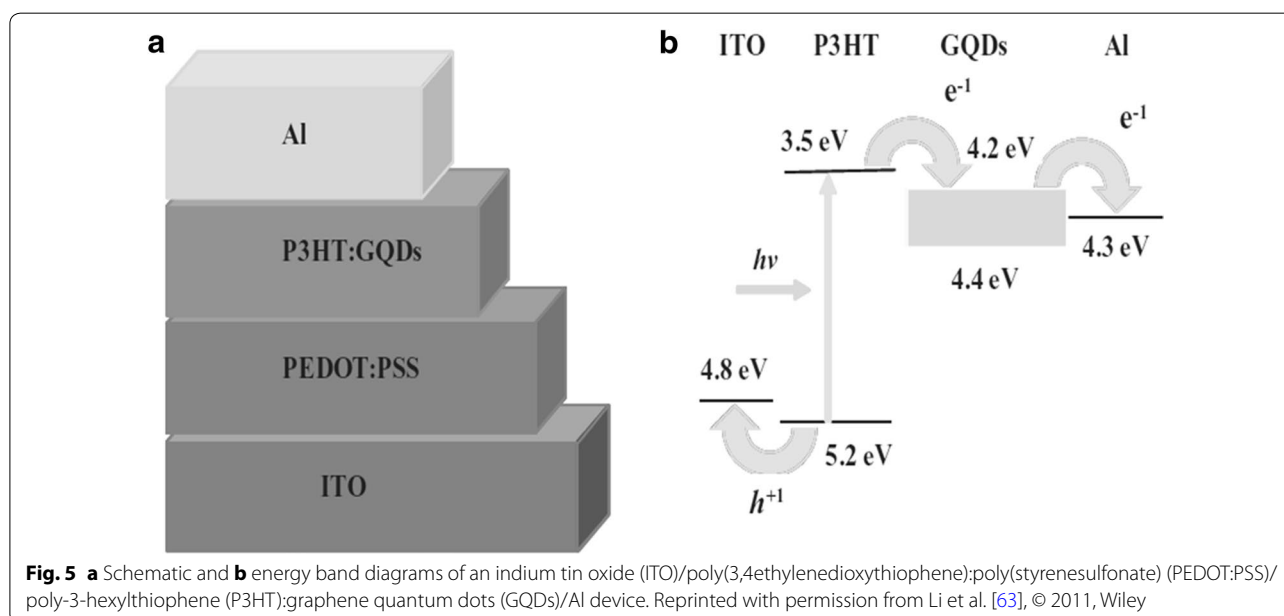 a
Al
P3HT:GQDs
PEDOT:PSS
ITO
b
ITO P3HT GQDs Al
e⁻¹
e⁻¹
3.5 eV
4.2 eV
hν
4.3 eV
4.4 eV
4.8 eV
5.2 eV
h⁺¹
Fig. 5 a Schematic and b energy band diagrams of an indium tin oxide (ITO)/poly(3,4ethylenedioxythiophene):poly(styrenesulfonate) (PEDOT:PSS)/
poly-3-hexylthiophene (P3HT):graphene quantum dots (GQDs)/Al device. Reprinted with permission from Li et al. [63], © 2011, Wiley